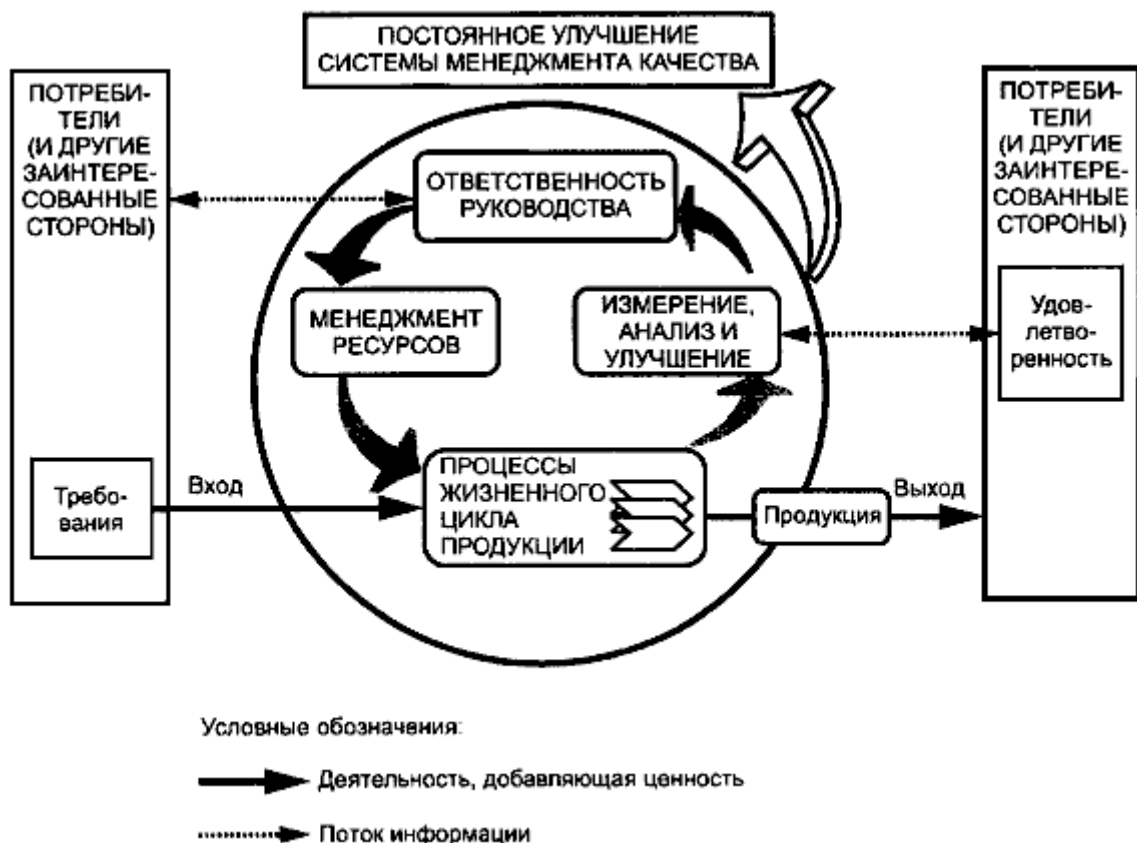 ПОСТОЯННОЕ УЛУЧШЕНИЕ
СИСТЕМЫ МЕНЕДЖМЕНТА КАЧЕСТВА
ПОТРЕБИ-
ТЕЛИ
(И ДРУГИЕ
ЗАИНТЕРЕ-
СОВАННЫЕ
СТОРОНЫ)
ПОТРЕБИ-
ТЕЛИ
(И ДРУГИЕ
ЗАИНТЕРЕ-
СОВАННЫЕ
СТОРОНЫ)
ОТВЕТСТВЕННОСТЬ
РУКОВОДСТВА
МЕНЕДЖМЕНТ
РЕСУРСОВ
ИЗМЕРЕНИЕ,
АНАЛИЗ И
УЛУЧШЕНИЕ
Удов-
летво-
ренность
Требо-
вания
Вход
ПРОЦЕССЫ
ЖИЗНЕННОГО
ЦИКЛА
ПРОДУКЦИИ
Продукция
Выход
Условные обозначения:
Деятельность, добавляющая ценность
Поток информации